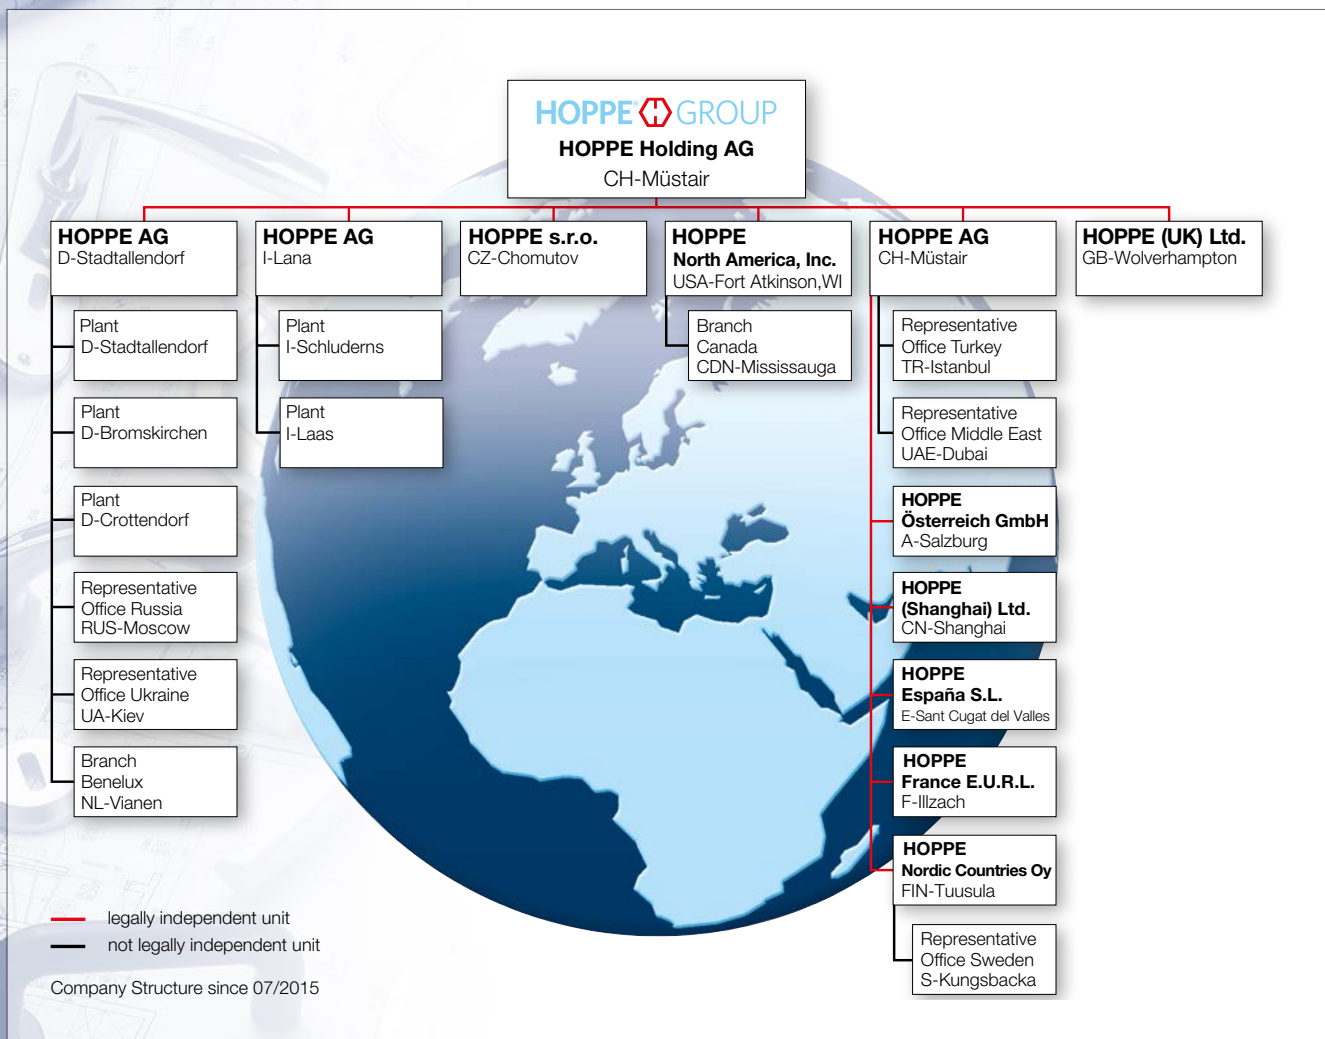 HOPPE® GROUP
HOPPE Holding AG
CH-Müstair
HOPPE AG
D-Stadtallendorf
Plant
D-Stadtallendorf
Plant
D-Bromskirchen
Plant
D-Crottendorf
Representative
Office Russia
RUS-Moscow
Representative
Office Ukraine
UA-Kiev
Branch
Benelux
NL-Vianen
HOPPE AG
I-Lana
Plant
I-Schluderns
Plant
I-Laas
HOPPE s.r.o.
CZ-Chomutov
HOPPE
North America, Inc.
USA-Fort Atkinson,WI
Branch
Canada
CDN-Mississauga
HOPPE AG
CH-Müstair
Representative
Office Turkey
TR-Istanbul
Representative
Office Middle East
UAE-Dubai
HOPPE
Österreich GmbH
A-Salzburg
HOPPE
(Shanghai) Ltd.
CN-Shanghai
HOPPE
España S.L.
E-Sant Cugat del Valles
HOPPE
France E.U.R.L.
F-Illzach
HOPPE
Nordic Countries Oy
FIN-Tuusula
Representative
Office Sweden
S-Kungsbacka
HOPPE (UK) Ltd.
GB-Wolverhampton
legally independent unit
not legally independent unit
Company Structure since 07/2015